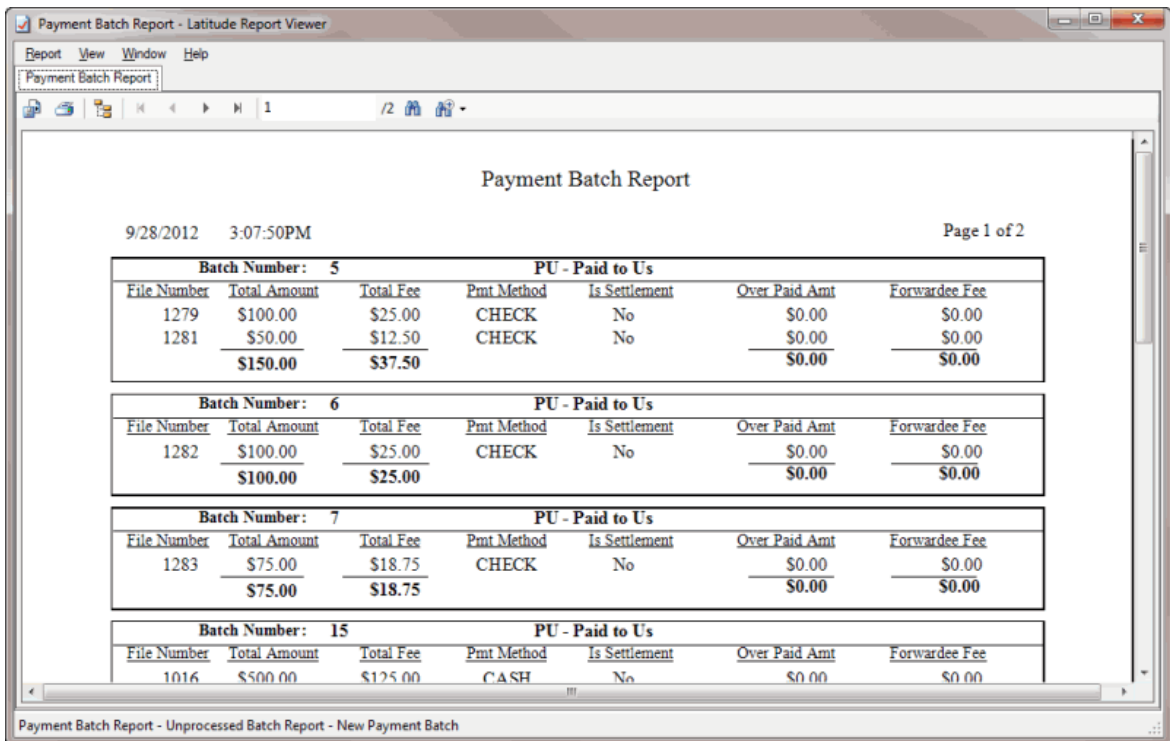 Payment Batch Report - Latitude Report Viewer
Report View Window Help
Payment Batch Report
1 /2
Payment Batch Report
9/28/2012 3:07:50PM Page 1 of 2
Batch Number: 5 PU - Paid to Us
File Number Total Amount Total Fee Pmt Method Is Settlement Over Paid Amt Forwardee Fee
1279 $100.00 $25.00 CHECK No $0.00 $0.00
1281 $50.00 $12.50 CHECK No $0.00 $0.00
$150.00 $37.50 $0.00 $0.00
Batch Number: 6 PU - Paid to Us
File Number Total Amount Total Fee Pmt Method Is Settlement Over Paid Amt Forwardee Fee
1282 $100.00 $25.00 CHECK No $0.00 $0.00
$100.00 $25.00 $0.00 $0.00
Batch Number: 7 PU - Paid to Us
File Number Total Amount Total Fee Pmt Method Is Settlement Over Paid Amt Forwardee Fee
1283 $75.00 $18.75 CHECK No $0.00 $0.00
$75.00 $18.75 $0.00 $0.00
Batch Number: 15 PU - Paid to Us
File Number Total Amount Total Fee Pmt Method Is Settlement Over Paid Amt Forwardee Fee
1016 $500.00 $125.00 CASH No $0.00 $0.00
Payment Batch Report - Unprocessed Batch Report - New Payment Batch